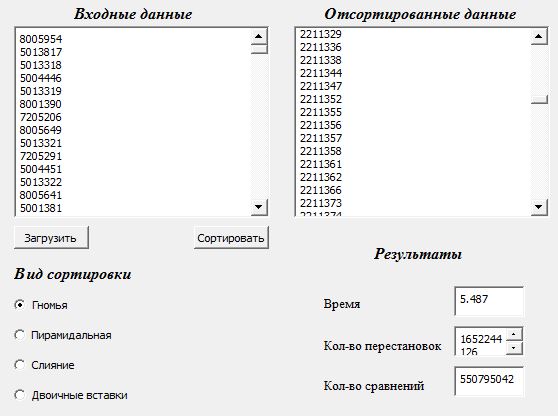 Входные данные
8005954
5013817
5013318
5004446
5013319
8001390
7205206
8005649
5013321
7205291
5004451
5013322
8005641
5001381
Загрузить
Сортировать
Вид сортировки
Гномья
Пирамидальная
Слияние
Двоичные вставки
Отсортированные данные
2211329
2211336
2211338
2211344
2211347
2211352
2211355
2211356
2211357
2211358
2211361
2211362
2211366
2211373
2211374
Результаты
Время
5.487
Кол-во перестановок
1652244
126
Кол-во сравнений
550795042